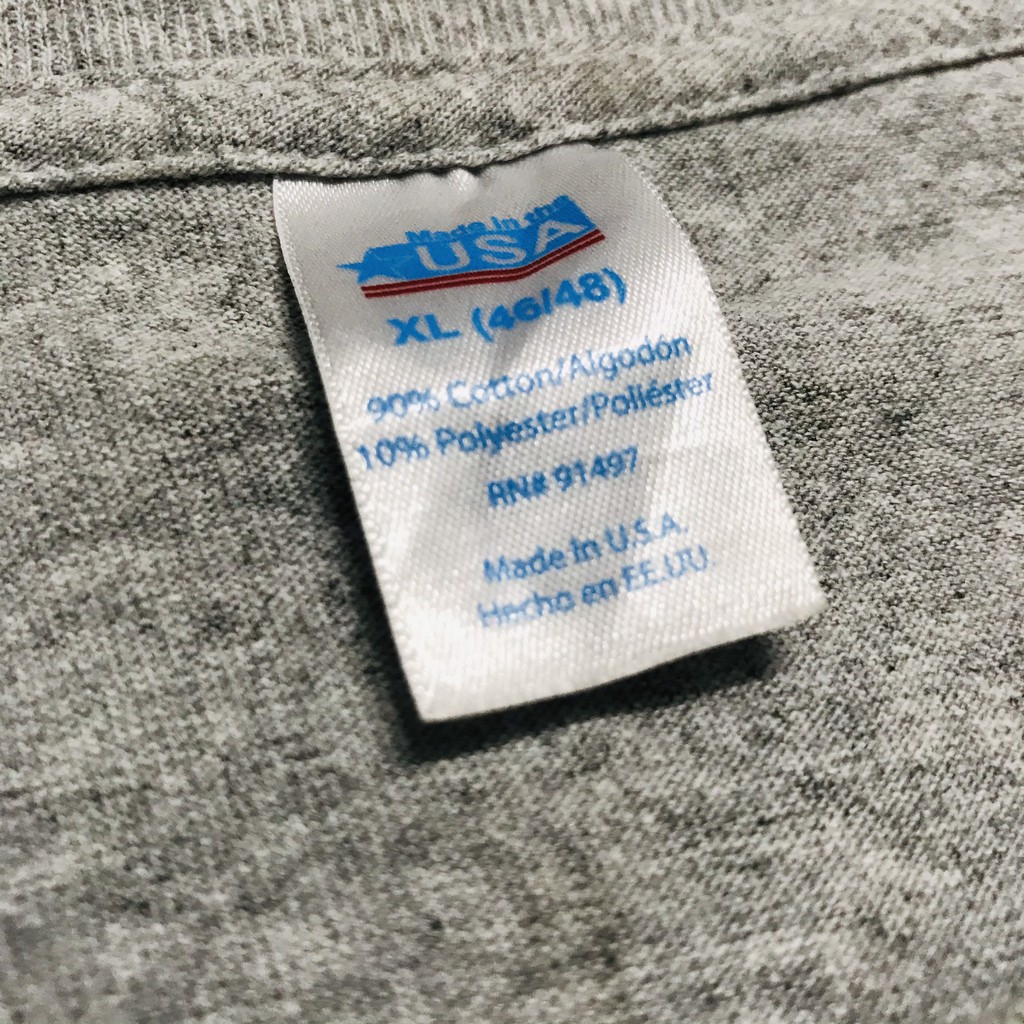 Made in the
USA
XL (46/48)
90% Cotton/Algodón
10% Polyester/Poliéster
RN# 91497
Made In U.S.A.
Hecho en EE.UU.